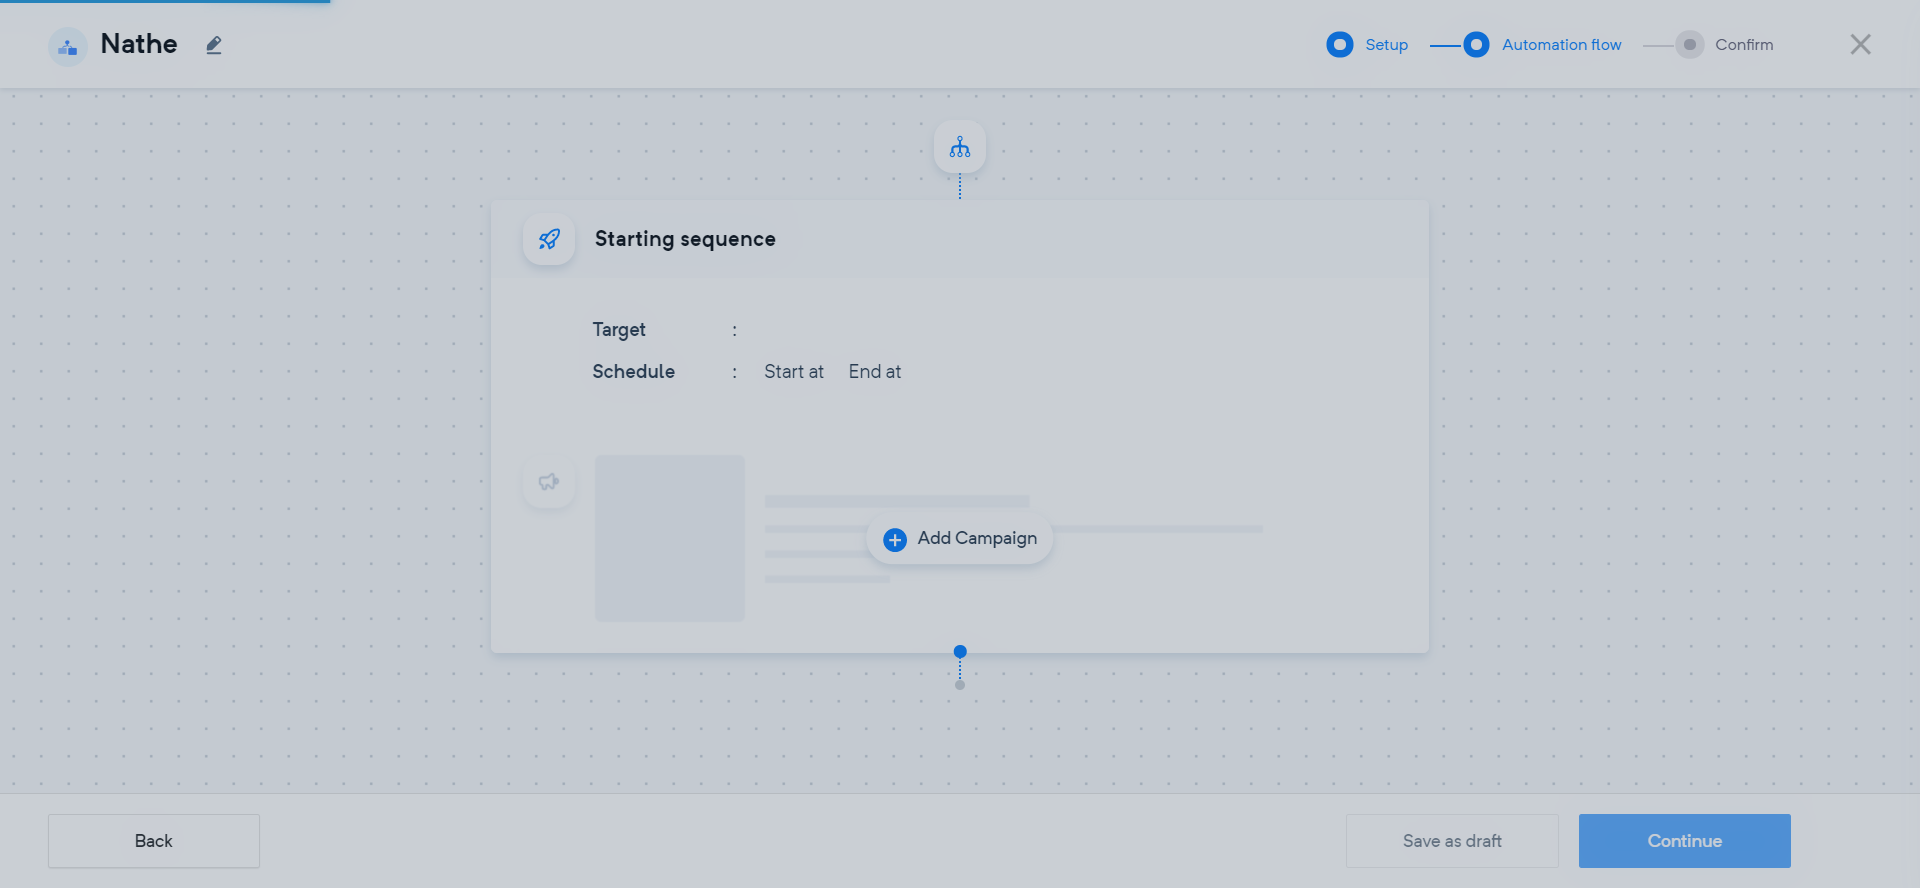 Nathe
Setup
Automation flow
Confirm
Starting sequence
Target :
Schedule : Start at End at
Add Campaign
Back
Save as draft
Continue